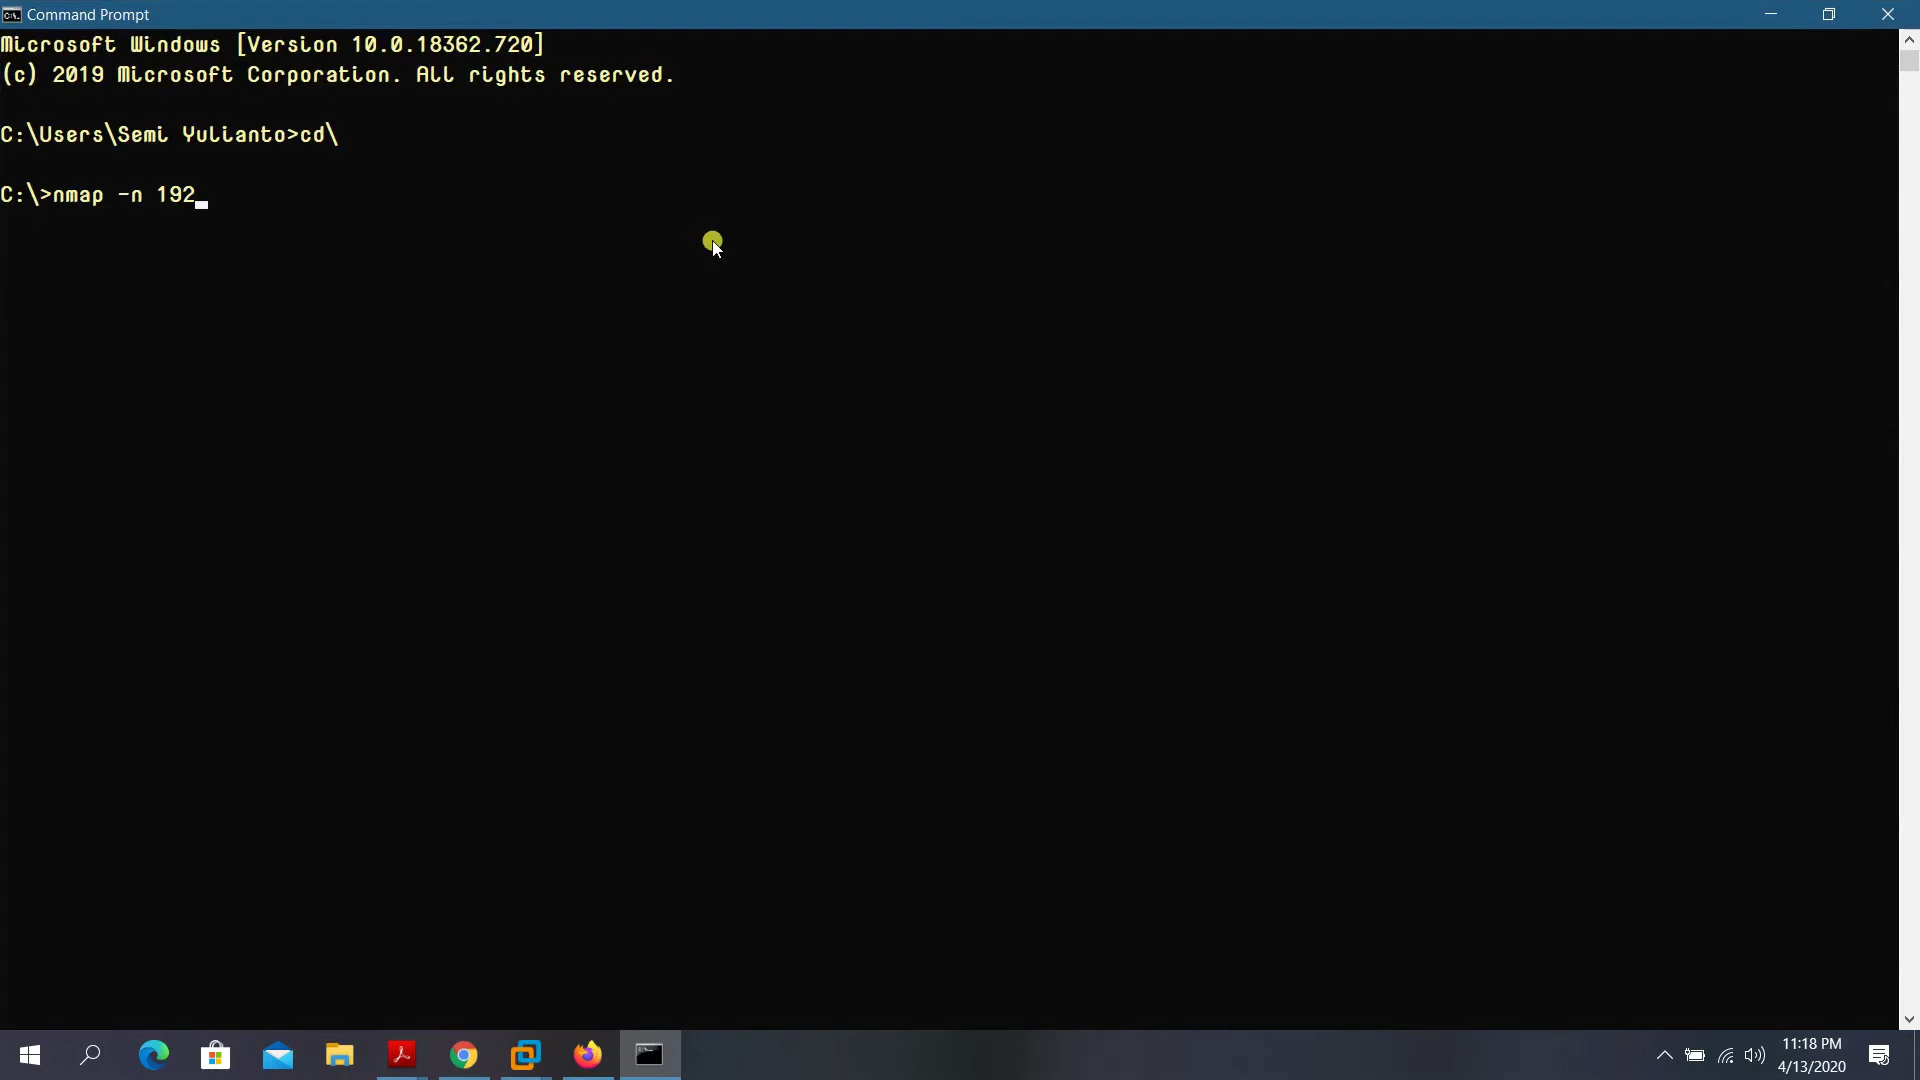 Command Prompt
Microsoft Windows [Version 10.0.18362.720]
(c) 2019 Microsoft Corporation. All rights reserved.
C:\Users\Semi Yulianto>cd\
C:\>nmap -n 192
11:18 PM
4/13/2020